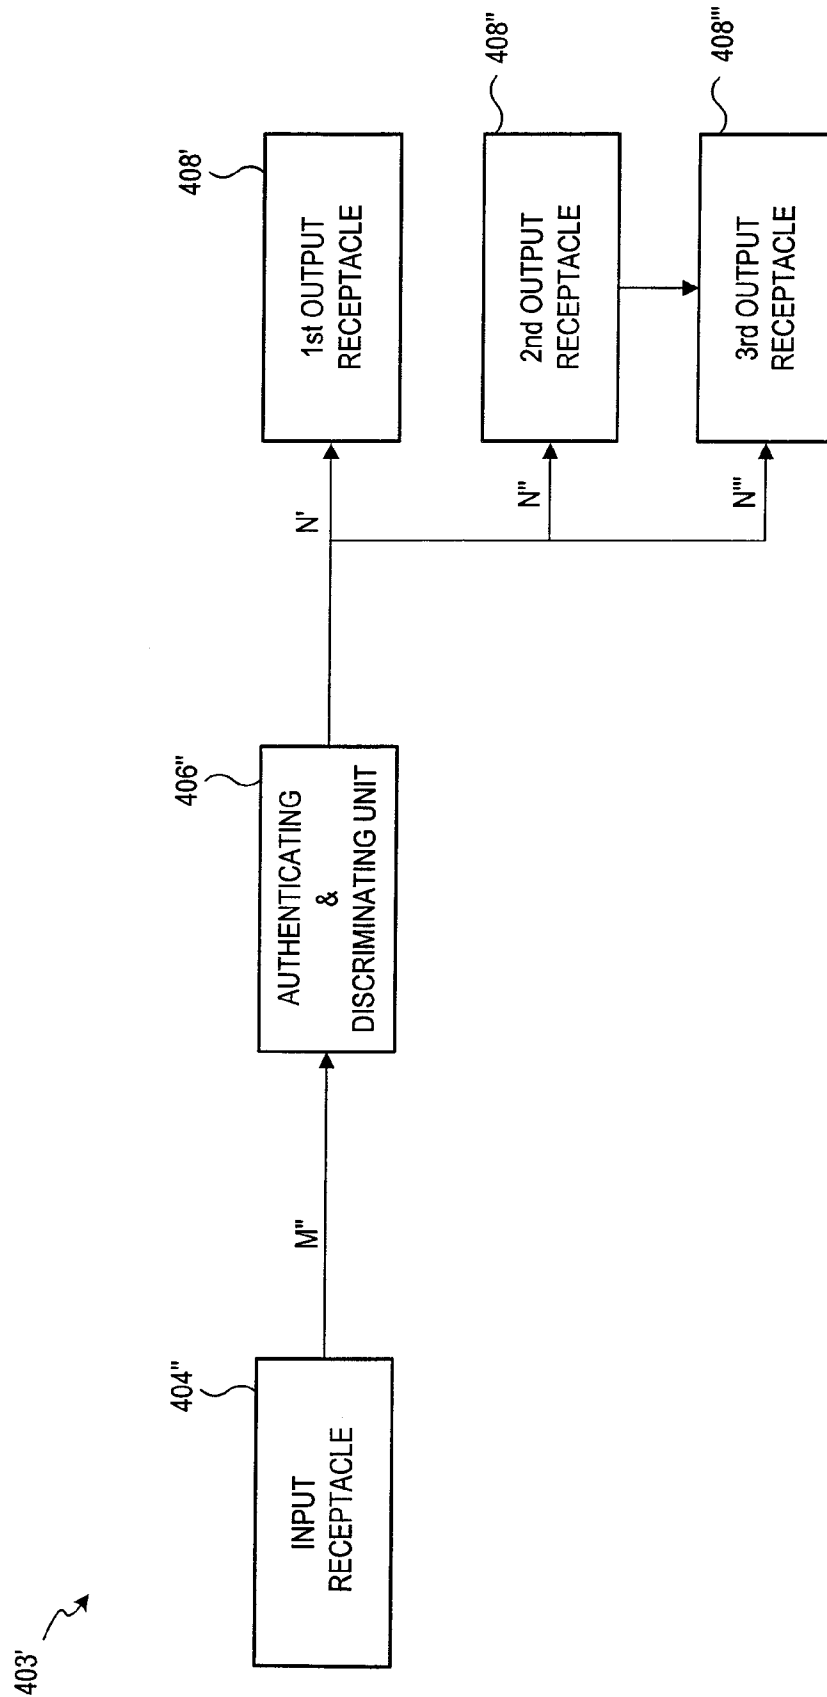 403'
404"
INPUT
RECEPTACLE
M"
406"
AUTHENTICATING
&
DISCRIMINATING UNIT
N'
408'
1st OUTPUT
RECEPTACLE
N"
408"
2nd OUTPUT
RECEPTACLE
N'''
408'''
3rd OUTPUT
RECEPTACLE